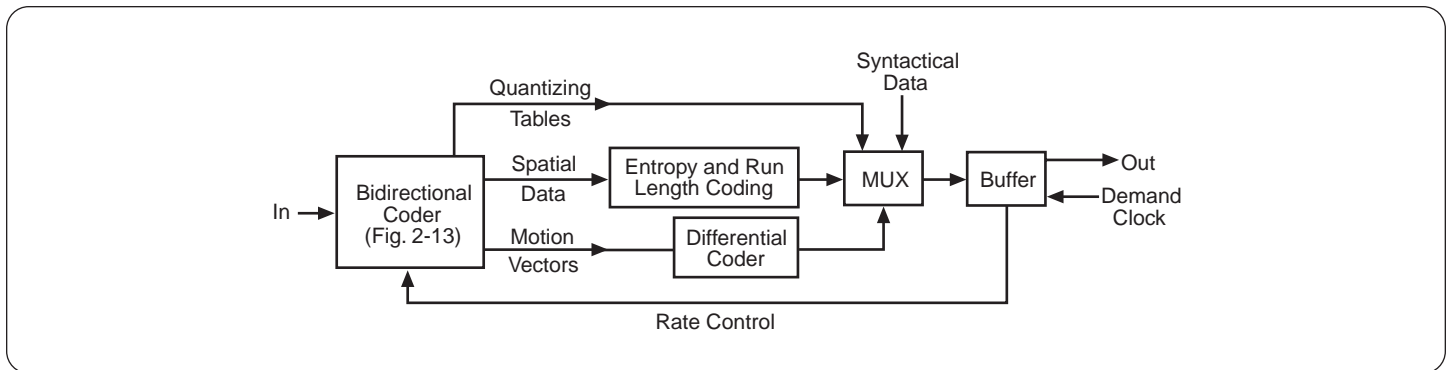 Syntactical
Data
Quantizing
Tables
Spatial
Data
Entropy and Run
Length Coding
MUX
Buffer
Out
Demand
Clock
In
Bidirectional
Coder
(Fig. 2-13)
Motion
Vectors
Differential
Coder
Rate Control